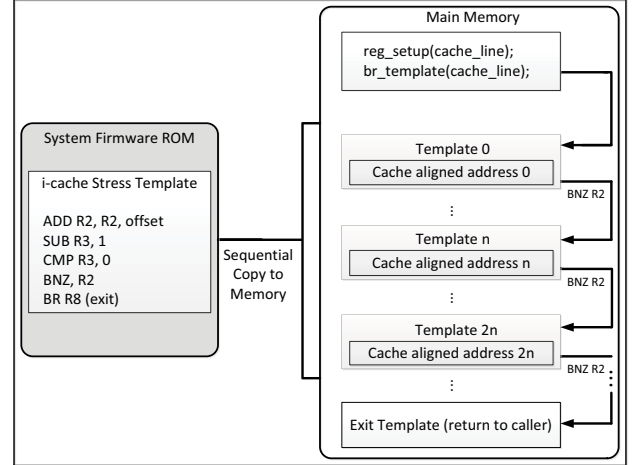 Main Memory
reg_setup(cache_line);
br_template(cache_line);
System Firmware ROM
i-cache Stress Template
ADD R2, R2, offset
SUB R3, 1
CMP R3, 0
BNZ, R2
BR R8 (exit)
Sequential
Copy to
Memory
Template 0
Cache aligned address 0
BNZ R2
⋮
Template n
Cache aligned address n
BNZ R2
⋮
Template 2n
Cache aligned address 2n
BNZ R2
⋮
Exit Template (return to caller)